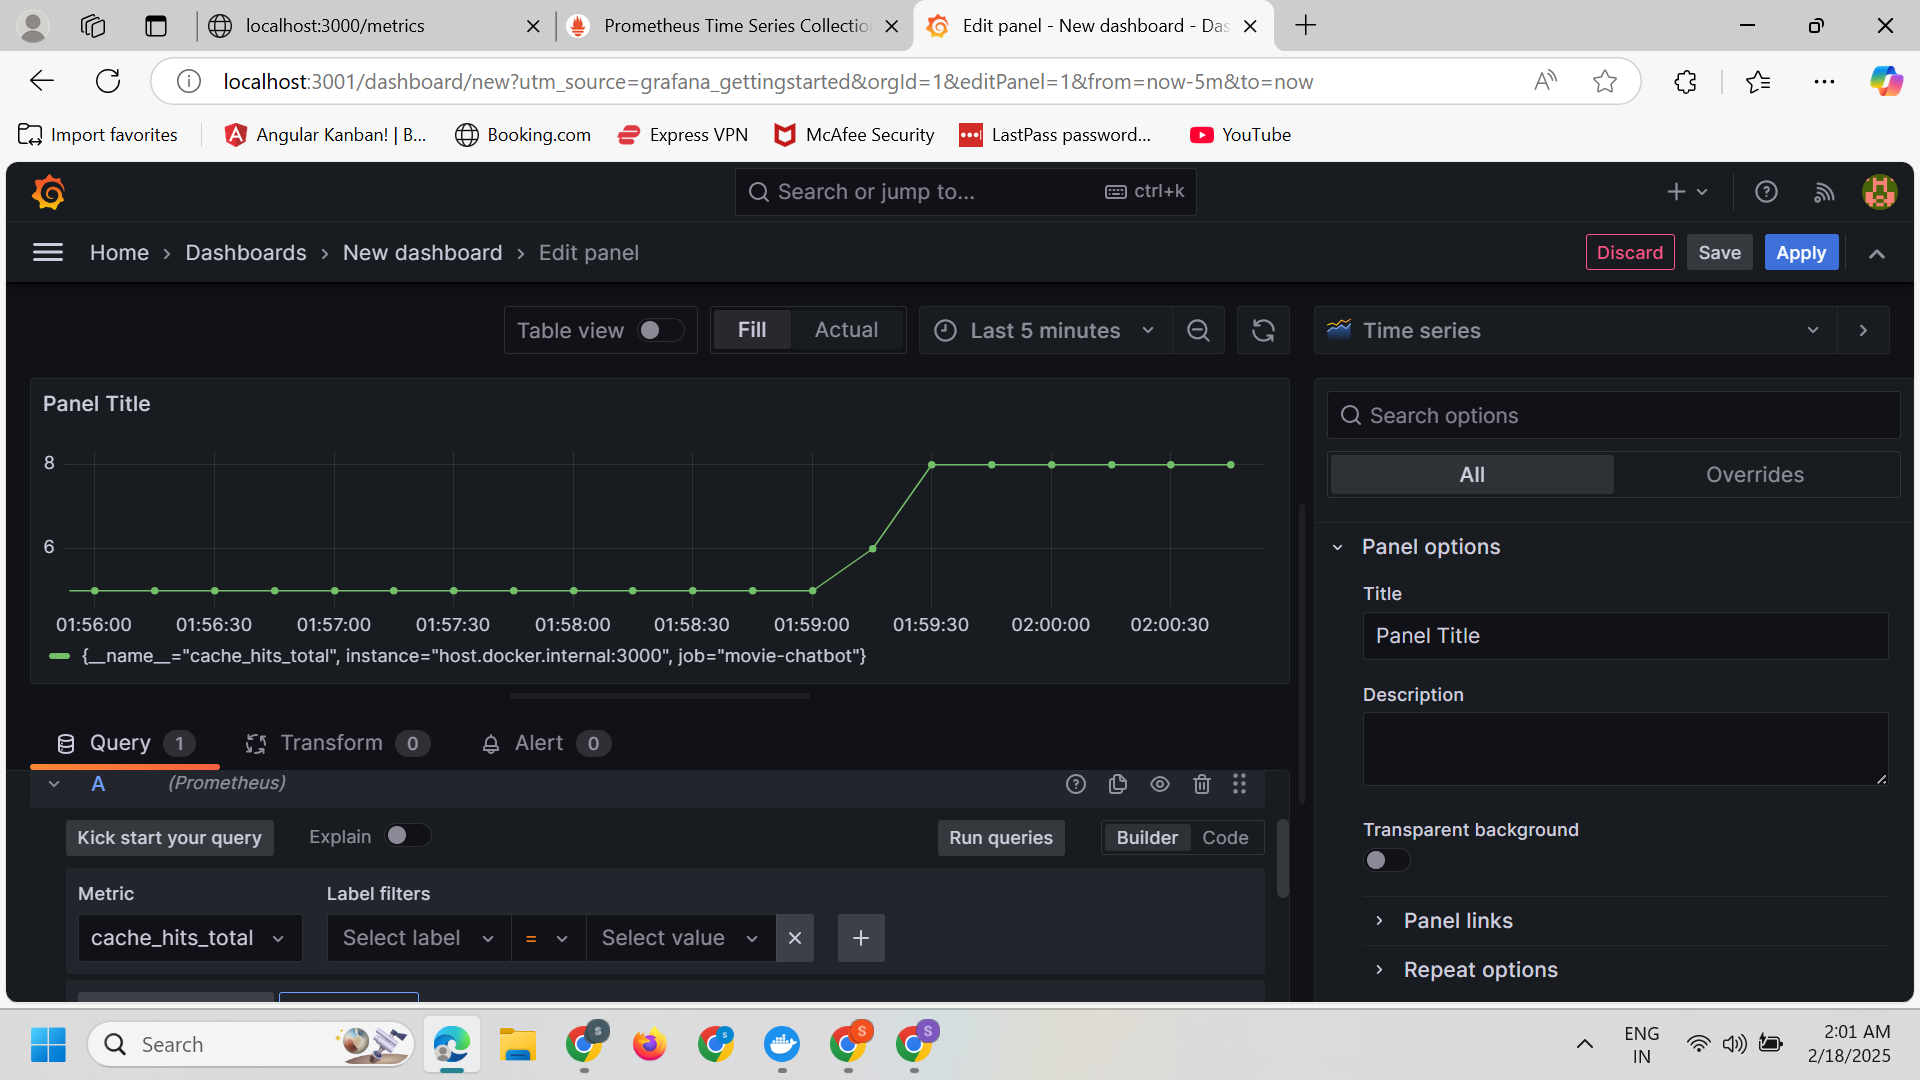 localhost:3000/metrics
Prometheus Time Series Collectio
Edit panel - New dashboard - Das
localhost:3001/dashboard/new?utm_source=grafana_gettingstarted&orgId=1&editPanel=1&from=now-5m&to=now
Import favorites
Angular Kanban! | B...
Booking.com
Express VPN
McAfee Security
LastPass password...
YouTube
Search or jump to...
ctrl+k
Home › Dashboards › New dashboard › Edit panel
Discard
Save
Apply
Table view
Fill
Actual
Last 5 minutes
Time series
Panel Title
8
6
01:56:00 01:56:30 01:57:00 01:57:30 01:58:00 01:58:30 01:59:00 01:59:30 02:00:00 02:00:30
{__name__="cache_hits_total", instance="host.docker.internal:3000", job="movie-chatbot"}
Query 1
Transform 0
Alert 0
A (Prometheus)
Kick start your query
Explain
Run queries
Builder
Code
Metric
Label filters
cache_hits_total
Select label
=
Select value
Search options
All
Overrides
Panel options
Title
Panel Title
Description
Transparent background
Panel links
Repeat options
Search
S
S
S
S
ENG
IN
2:01 AM
2/18/2025